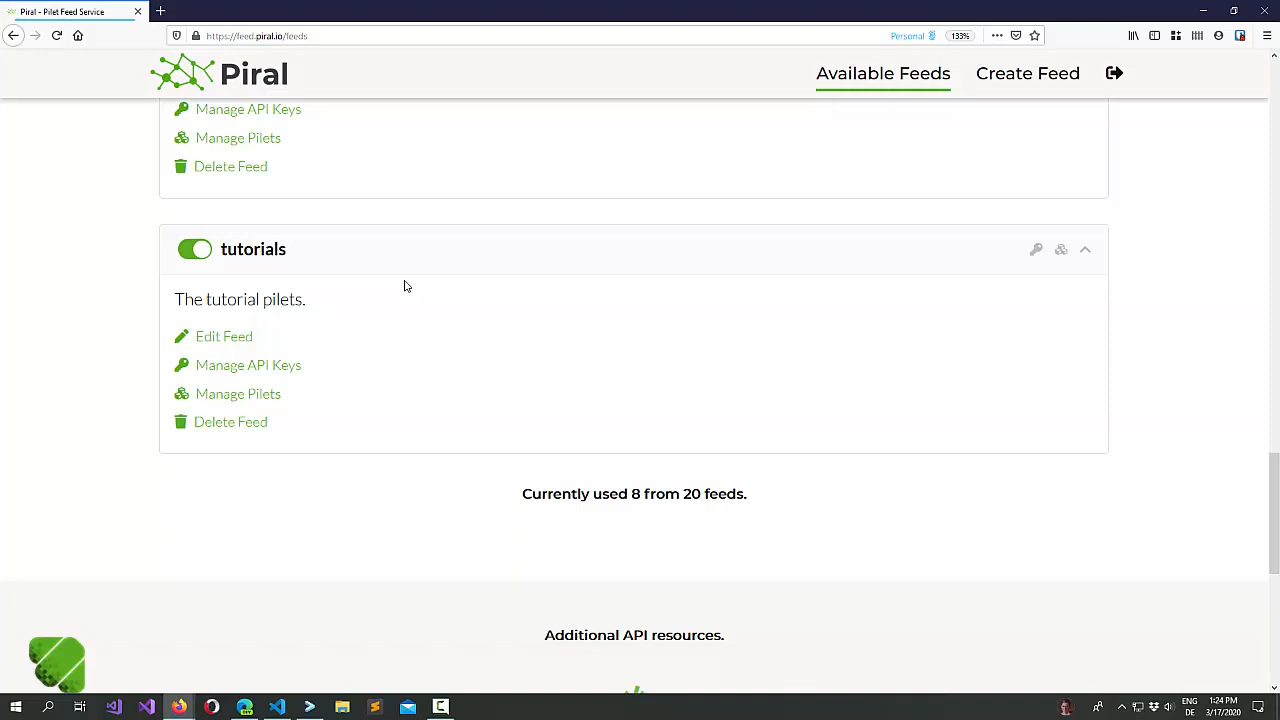 Piral - Pilet Feed Service
https://feed.piral.io/feeds
Personal
133%
Piral
Available Feeds
Create Feed
Manage API Keys
Manage Pilets
Delete Feed
tutorials
The tutorial pilets.
Edit Feed
Manage API Keys
Manage Pilets
Delete Feed
Currently used 8 from 20 feeds.
Additional API resources.
ENG
DE
1:24 PM
3/17/2020